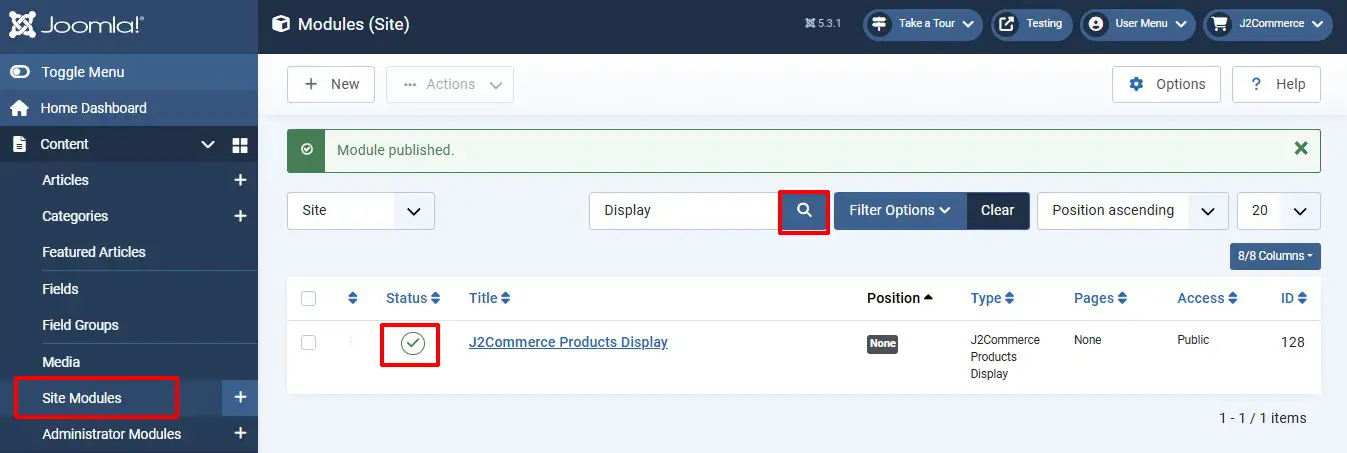 Joomla!
Modules (Site)
5.3.1
Take a Tour
Testing
User Menu
J2Commerce
Toggle Menu
Home Dashboard
Content
Articles
Categories
Featured Articles
Fields
Field Groups
Media
Site Modules
Administrator Modules
New
Actions
Options
? Help
Module published.
Site
Display
Filter Options
Clear
Position ascending
20
8/8 Columns
Status
Title
Position
Type
Pages
Access
ID
J2Commerce Products Display
None
J2Commerce
Products
Display
None
Public
128
1 - 1 / 1 items